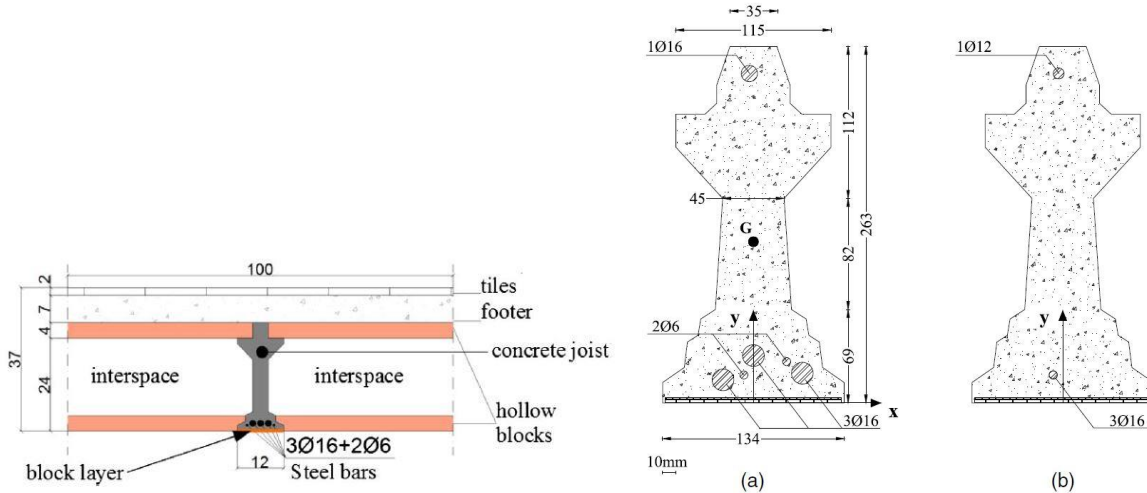 100
2
7
4
37
24
tiles
footer
concrete joist
interspace
interspace
hollow
blocks
3Ø16+2Ø6
Steel bars
block layer
12
35
115
1Ø16
112
45
263
G
82
y
2Ø6
69
x
3Ø16
134
10mm
(a)
1Ø12
y
3Ø16
(b)